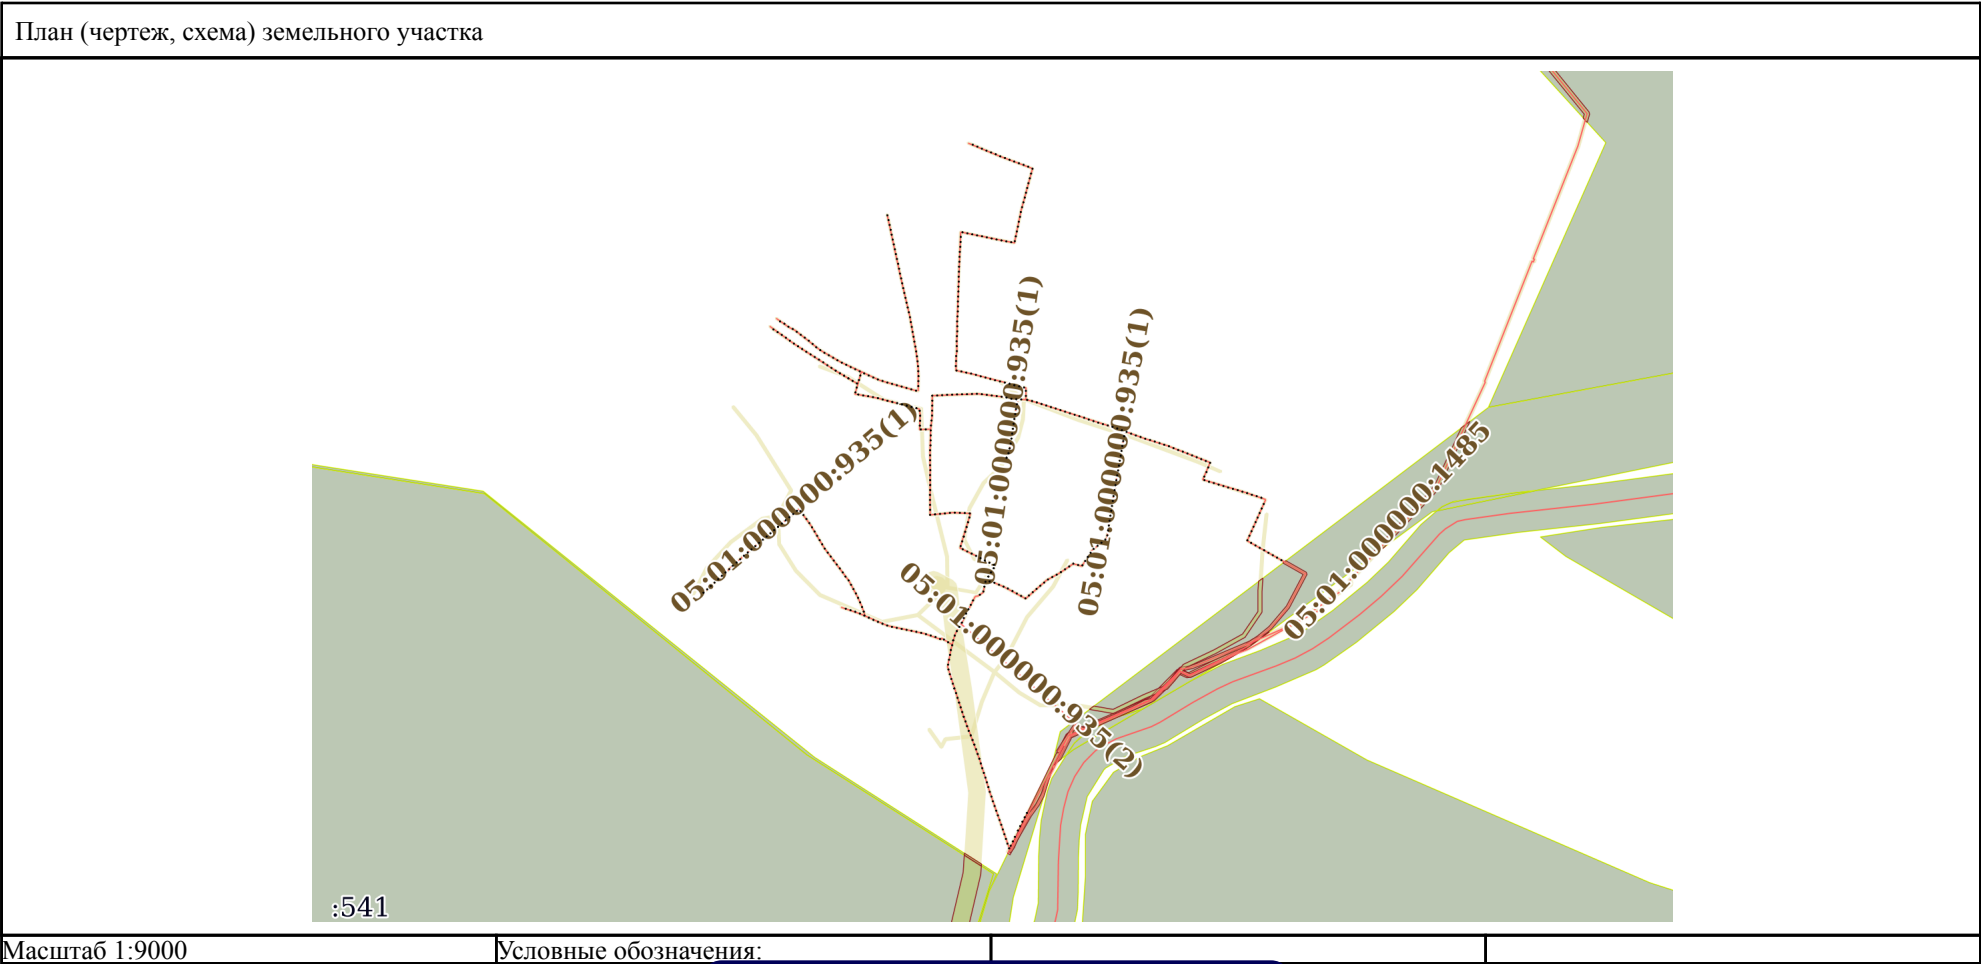 План (чертеж, схема) земельного участка
05:01:000000:935(1)
05:01:000000:935(1)
05:01:000000:935(1)
05:01:000000:1485
05:01:000000:935(2)
:541
Масштаб 1:9000
Условные обозначения: